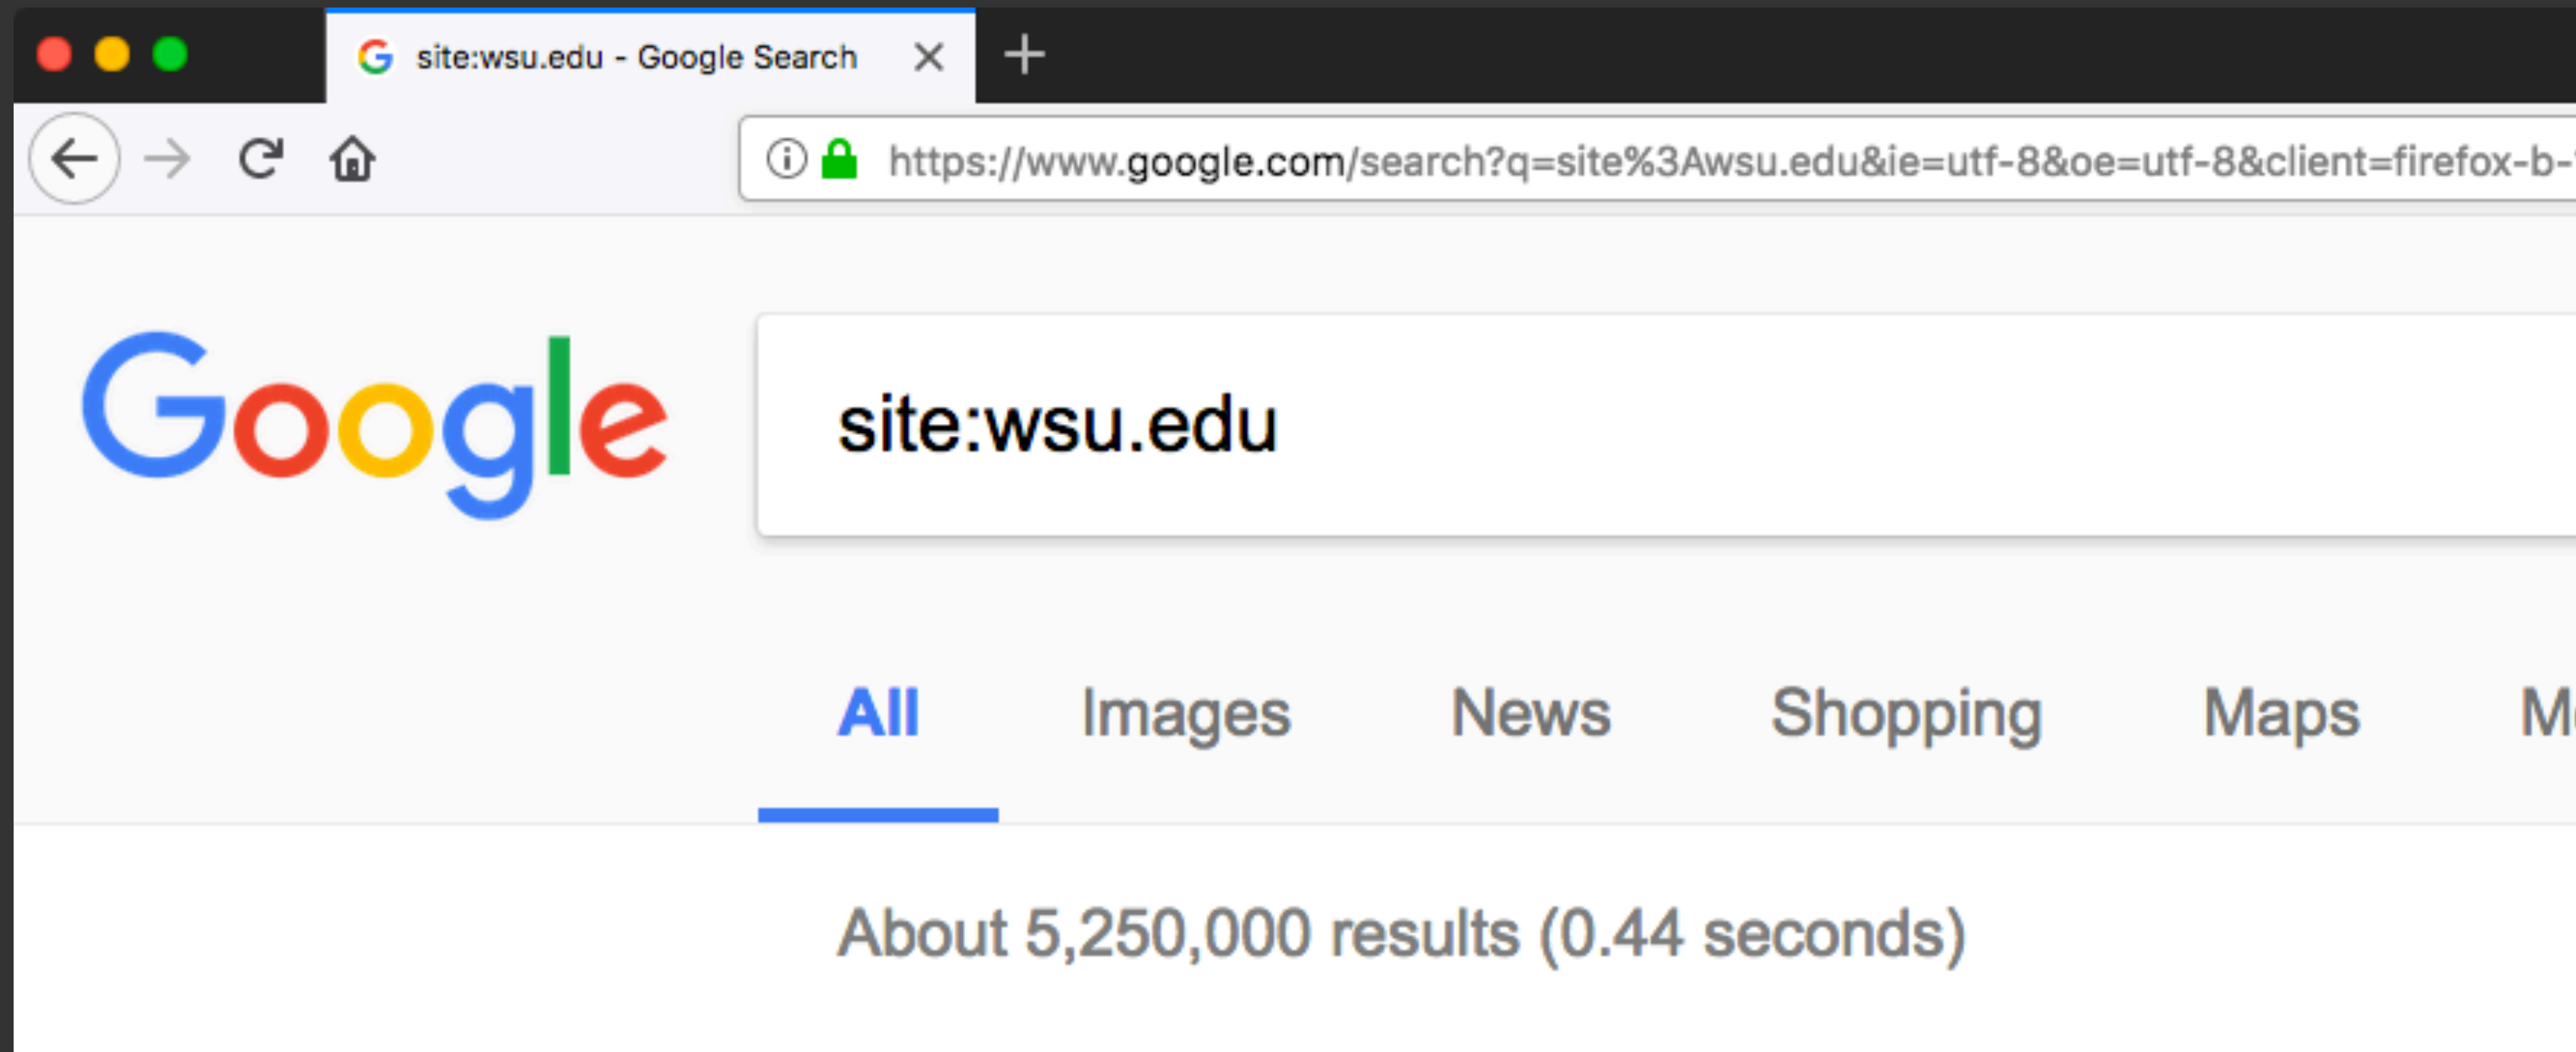 site:wsu.edu - Google Search
https://www.google.com/search?q=site%3Awsu.edu&ie=utf-8&oe=utf-8&client=firefox-b-
Google
site:wsu.edu
All Images News Shopping Maps
About 5,250,000 results (0.44 seconds)